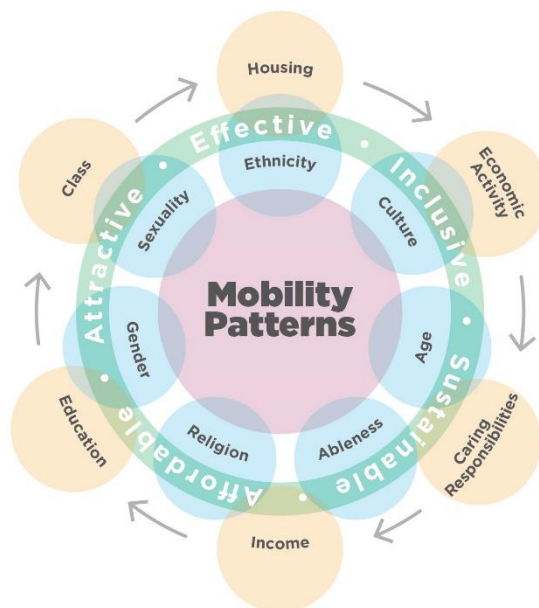 Housing
Economic
Activity
Caring
Responsibilities
Income
Education
Class
Effective • Inclusive • Sustainable • Affordable • Attractive •
Ethnicity
Culture
Age
Ableness
Religion
Gender
Sexuality
Mobility
Patterns